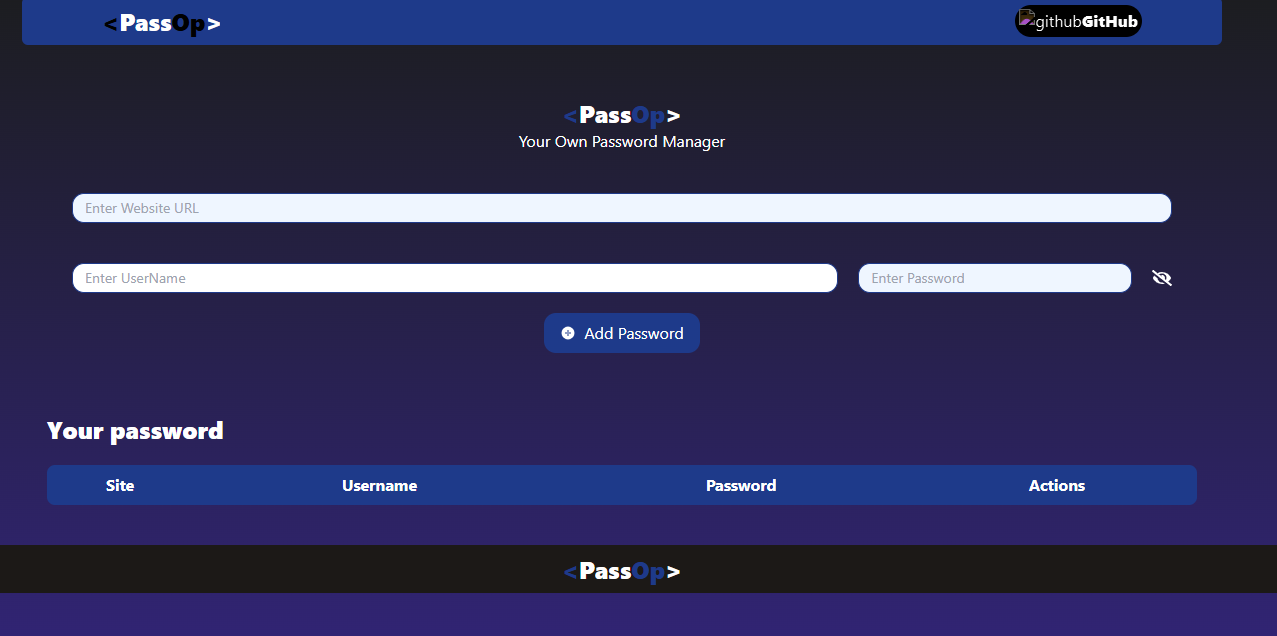 <PassOp> githubGitHub
<PassOp>
Your Own Password Manager
Enter Website URL
Enter UserName Enter Password
Add Password
Your password
Site Username Password Actions
<PassOp>